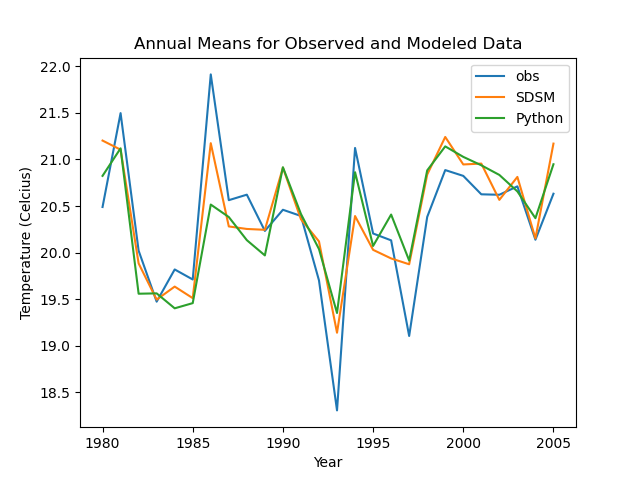 Annual Means for Observed and Modeled Data
22.0
21.5
21.0
20.5
20.0
19.5
19.0
18.5
Temperature (Celcius)
obs
SDSM
Python
1980
1985
1990
1995
2000
2005
Year